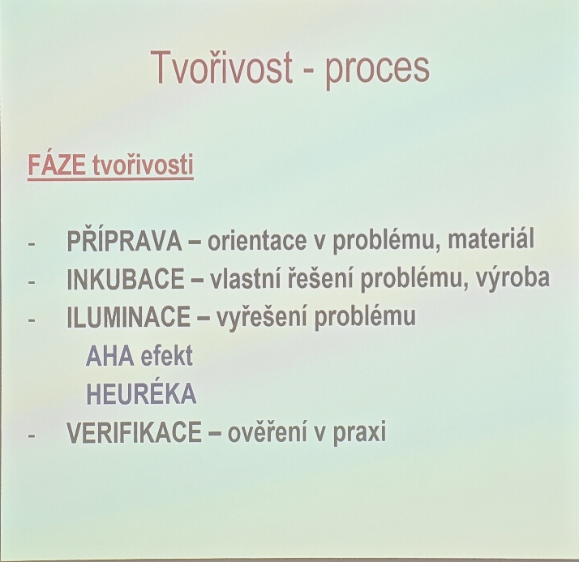 Tvořivost - proces
FÁZE tvořivosti
- PŘÍPRAVA – orientace v problému, materiál
- INKUBACE – vlastní řešení problému, výroba
- ILUMINACE – vyřešení problému
AHA efekt
HEURÉKA
- VERIFIKACE – ověření v praxi